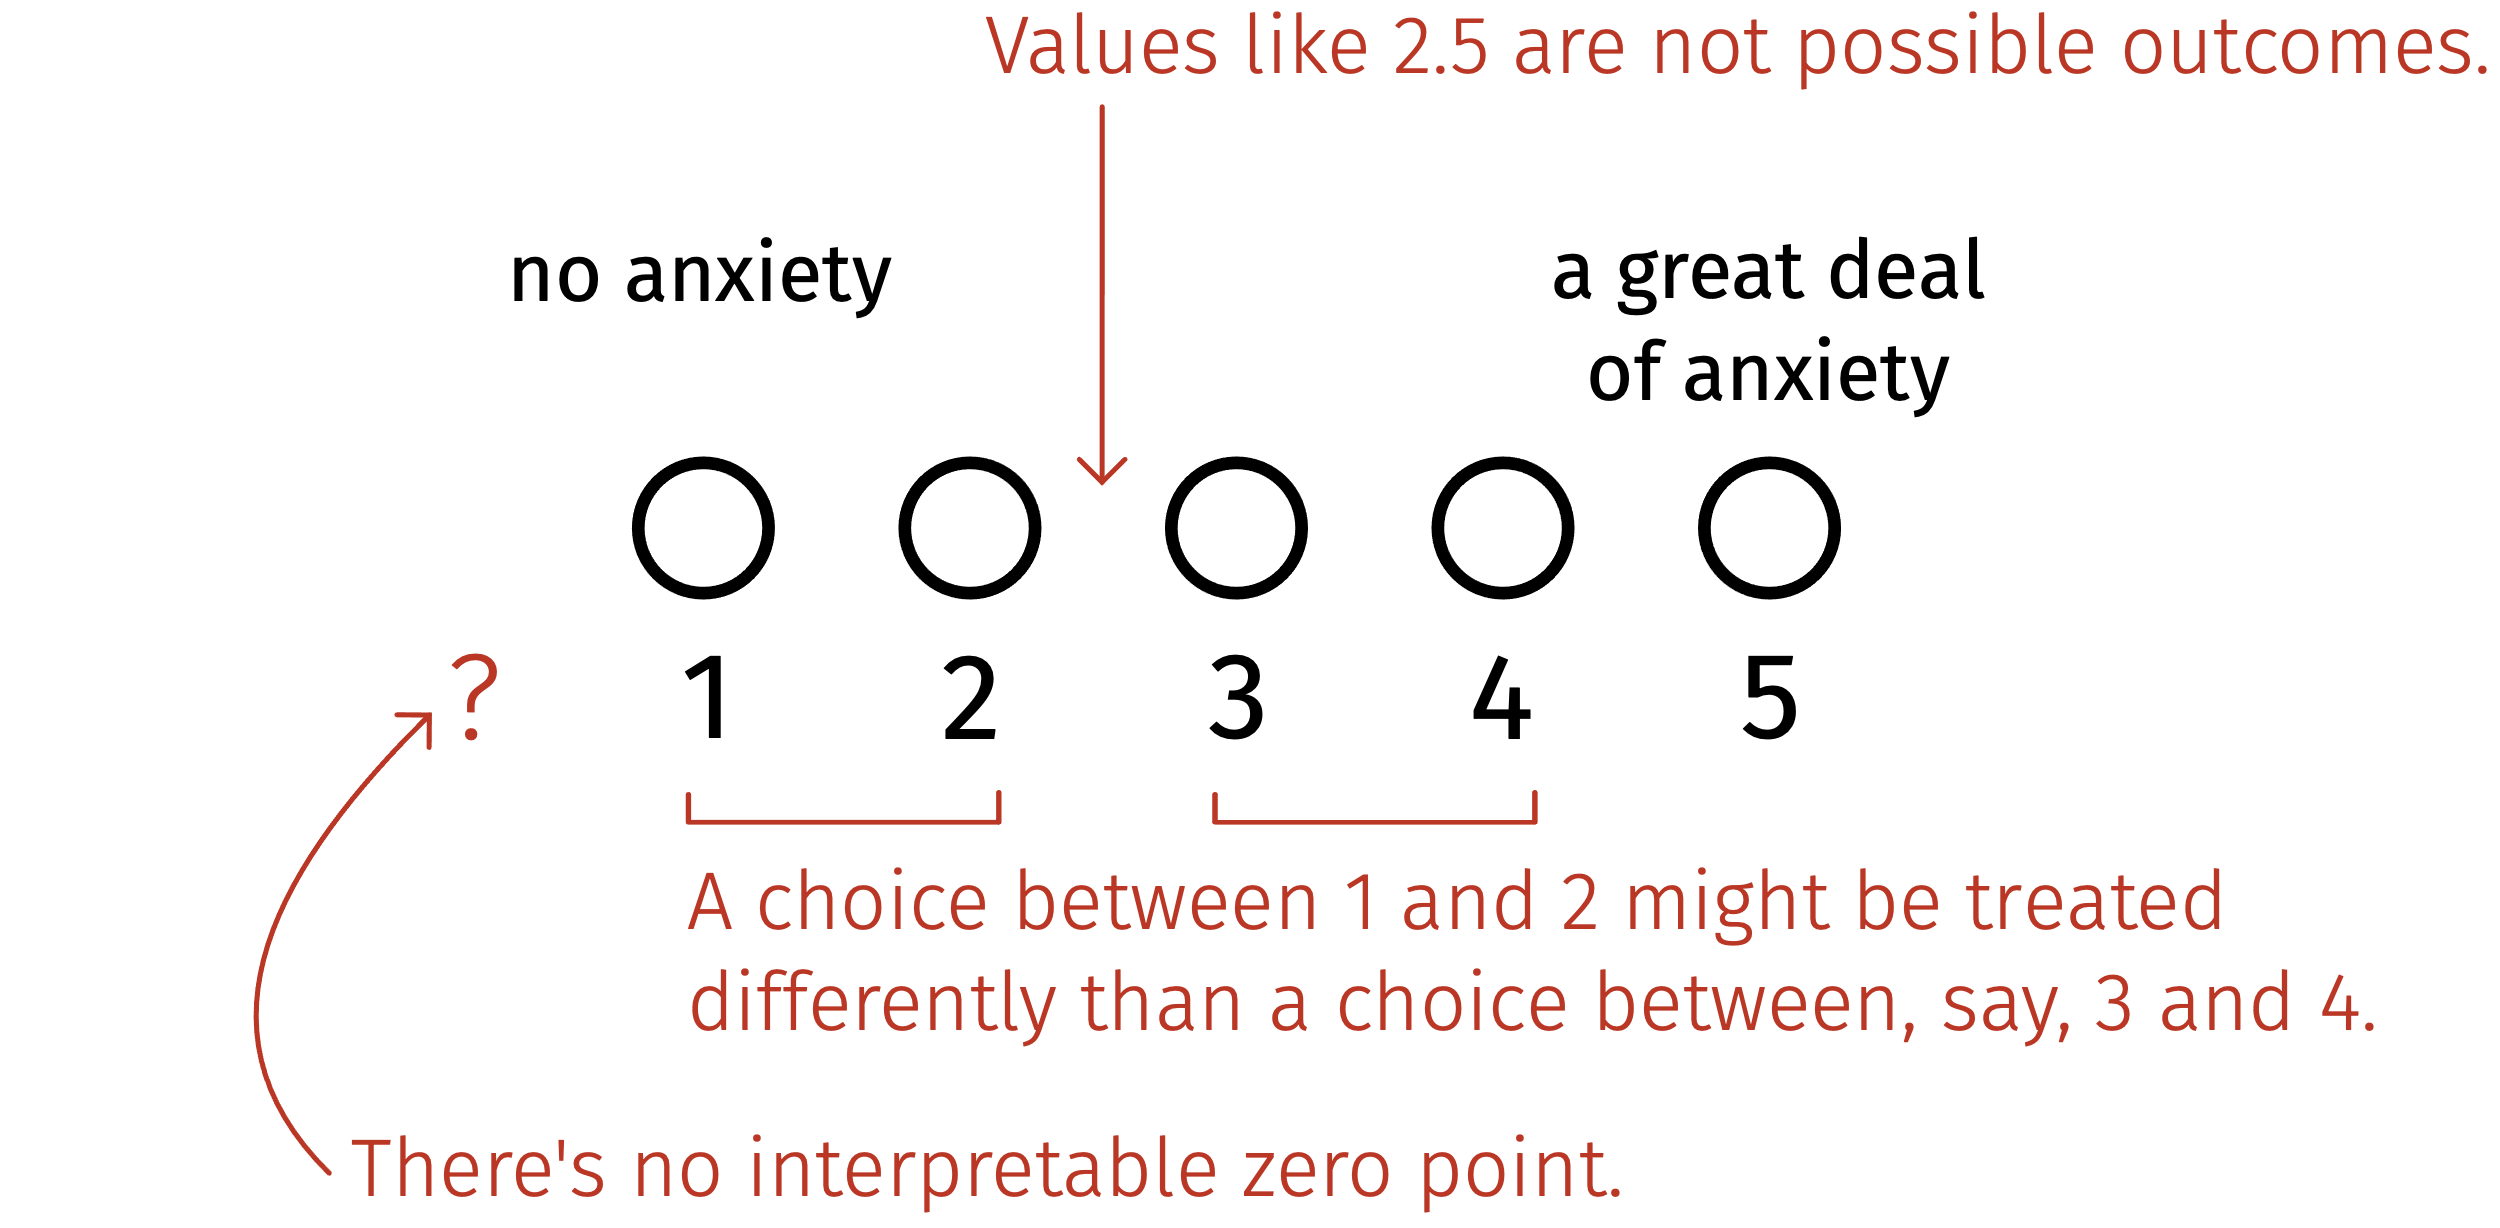 Values like 2.5 are not possible outcomes.
no anxiety
a great deal
of anxiety
? 1 2 3 4 5
A choice between 1 and 2 might be treated
differently than a choice between, say, 3 and 4.
There's no interpretable zero point.